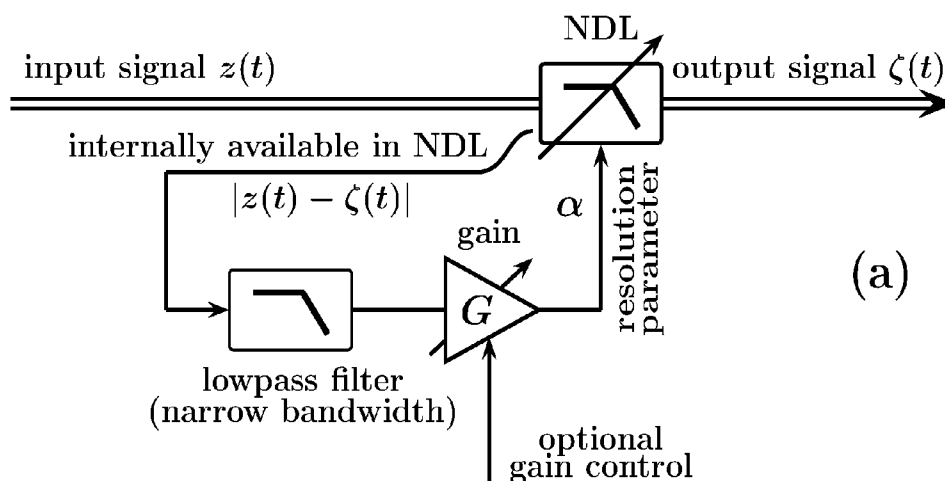 NDL
input signal z(t)
output signal ζ(t)
internally available in NDL
|z(t) − ζ(t)|
α
resolution
parameter
gain
G
(a)
lowpass filter
(narrow bandwidth)
optional
gain control